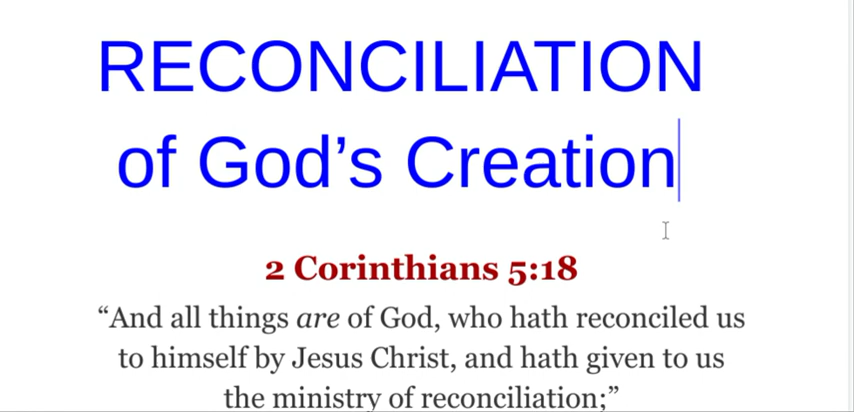 RECONCILIATION
of God’s Creation
2 Corinthians 5:18
“And all things are of God, who hath reconciled us
to himself by Jesus Christ, and hath given to us
the ministry of reconciliation;”